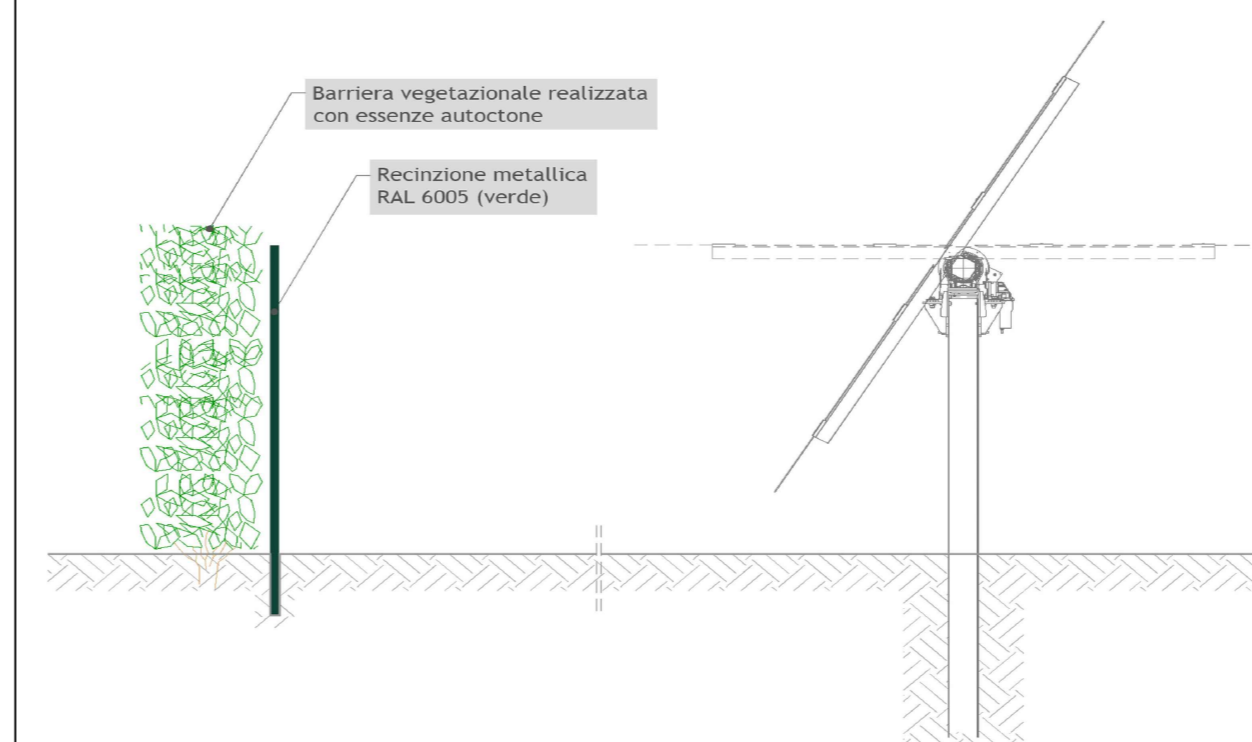 Barriera vegetazionale realizzata
con essenze autoctone
Recinzione metallica
RAL 6005 (verde)